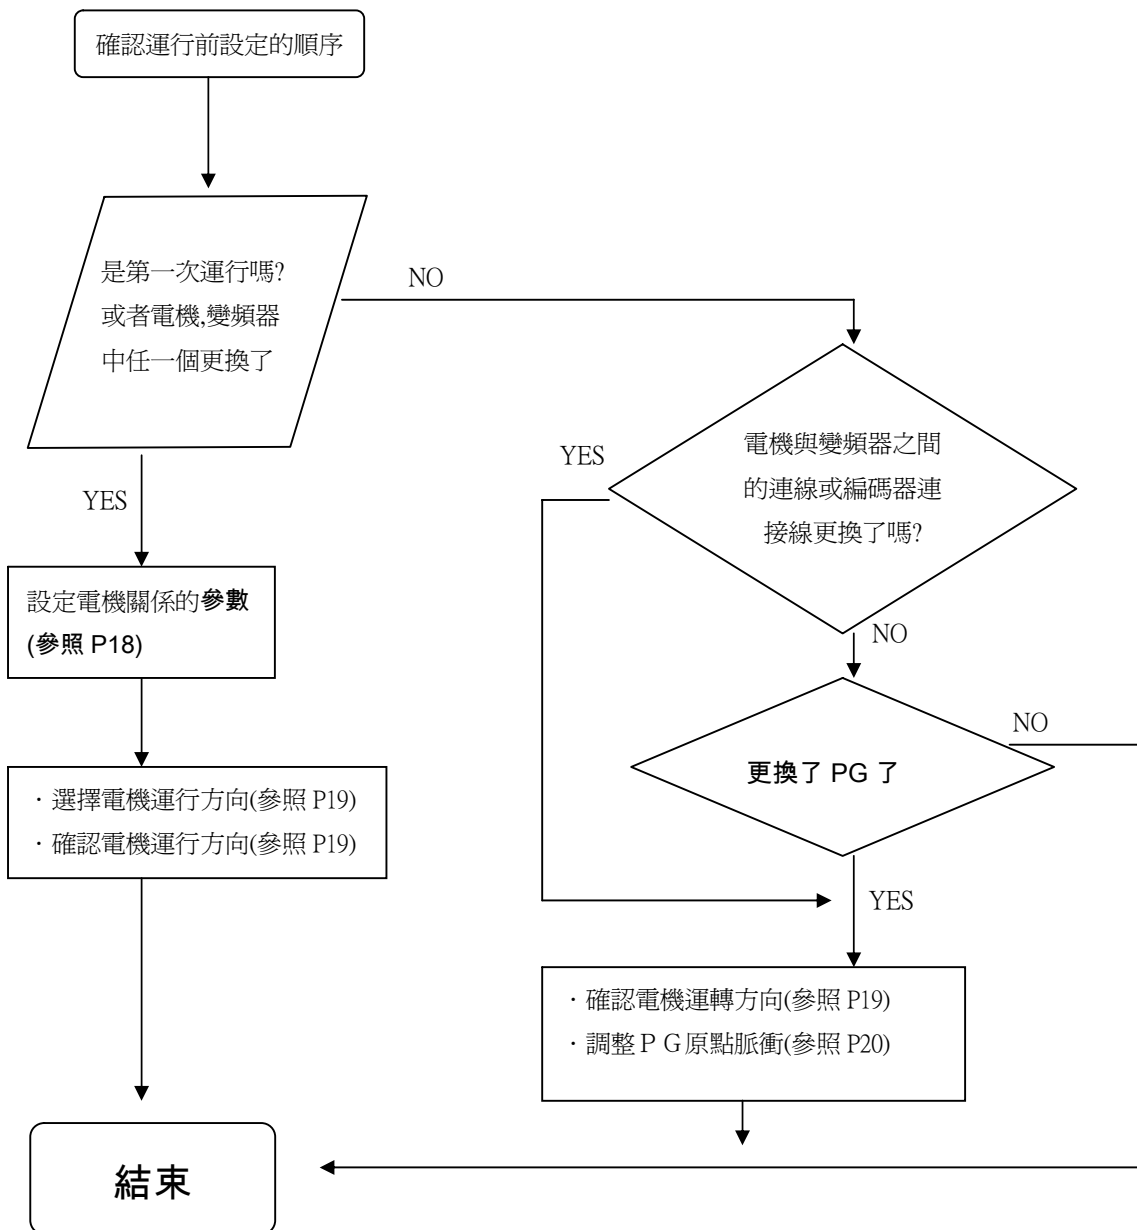 確認運行前設定的順序
是第一次運行嗎?
或者電機,變頻器
中任一個更換了
NO
YES
設定電機關係的參數
(參照 P18)
．選擇電機運行方向(參照 P19)
．確認電機運行方向(參照 P19)
電機與變頻器之間
的連線或編碼器連
接線更換了嗎?
YES
NO
更換了 PG 了
NO
YES
．確認電機運轉方向(參照 P19)
．調整ＰＧ原點脈衝(參照 P20)
結束